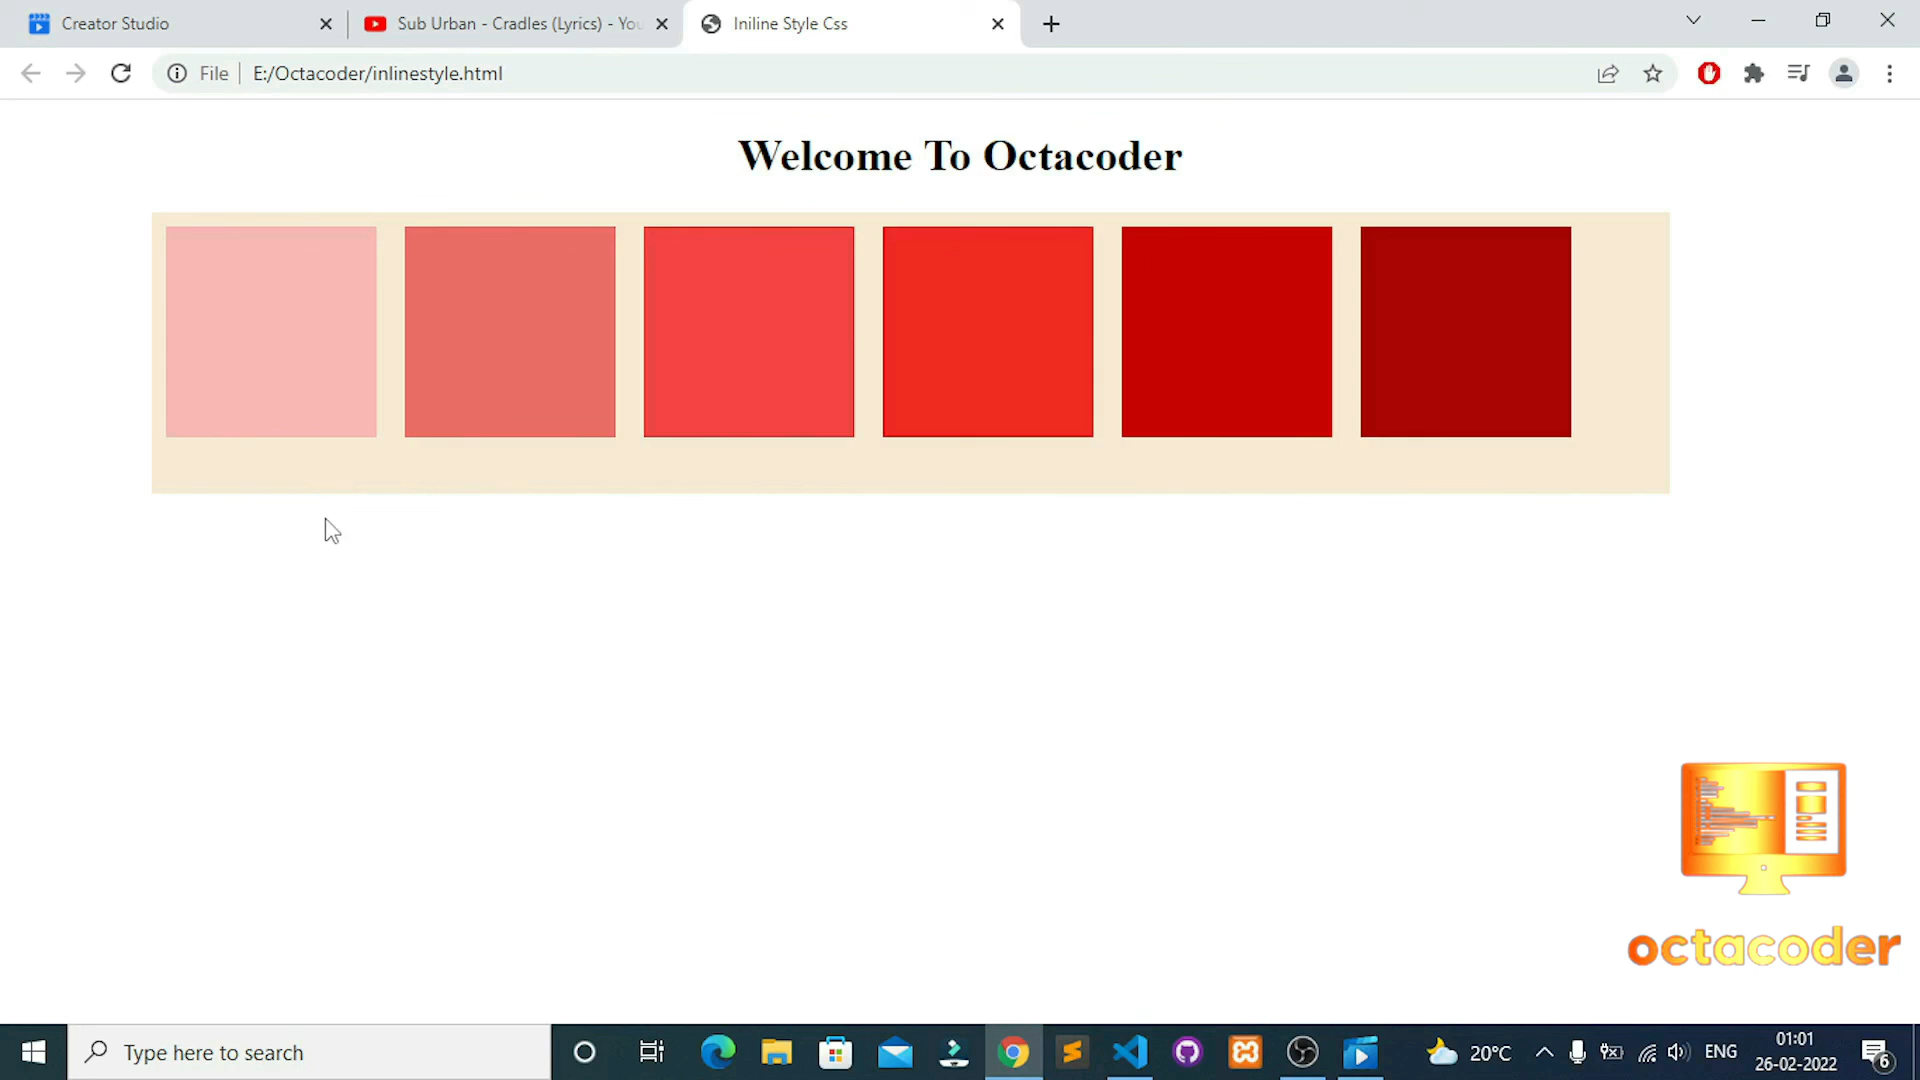 Creator Studio
Sub Urban - Cradles (Lyrics) - You
Iniline Style Css
File
E:/Octacoder/inlinestyle.html
Welcome To Octacoder
octacoder
Type here to search
20°C
ENG
01:01
26-02-2022
6